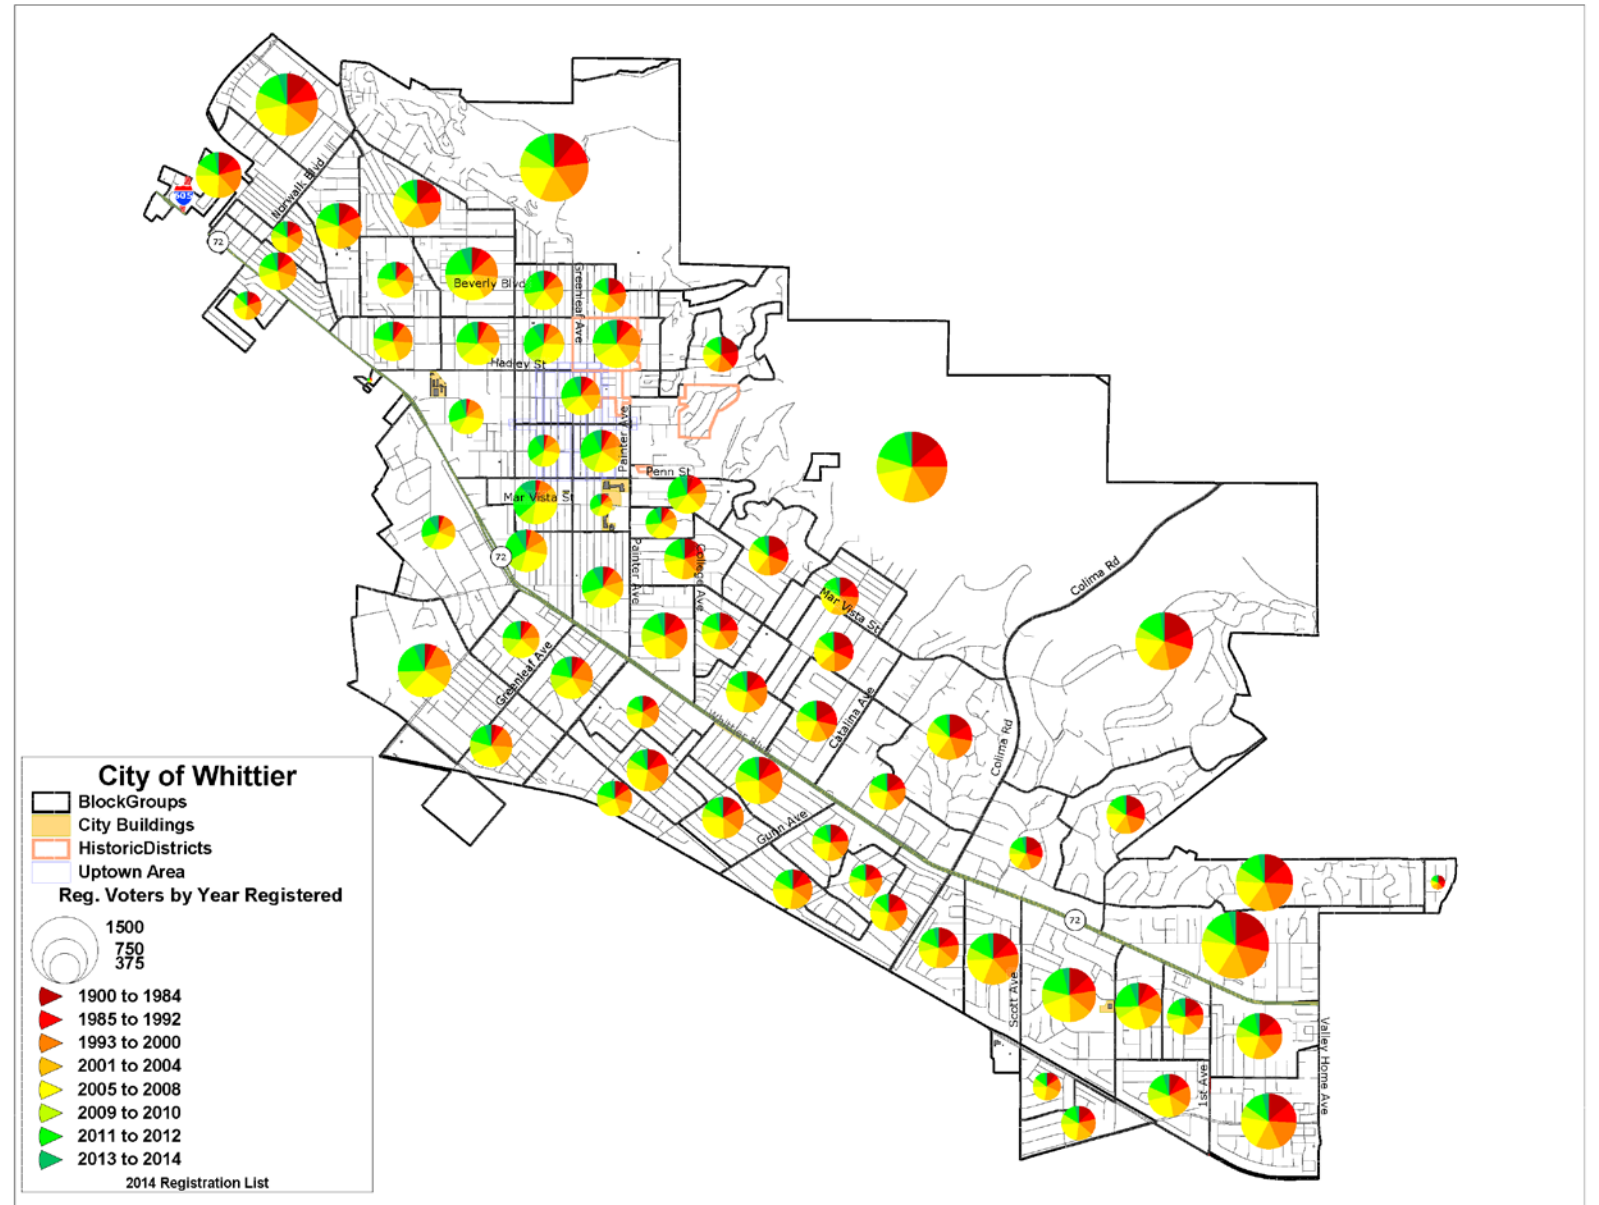 Norwalk Blvd
605
72
Beverly Blvd
Greenleaf Ave
Hadley St
Painter Ave
Penn St
Mar Vista St
72
Painter Ave
College Ave
Mar Vista St
Colima Rd
Greenleaf Ave
Whittier Blvd
Catalina Ave
Colima Rd
Gunn Ave
72
Scott Ave
1st Ave
Valley Home Ave
City of Whittier
BlockGroups
City Buildings
HistoricDistricts
Uptown Area
Reg. Voters by Year Registered
1500
750
375
1900 to 1984
1985 to 1992
1993 to 2000
2001 to 2004
2005 to 2008
2009 to 2010
2011 to 2012
2013 to 2014
2014 Registration List